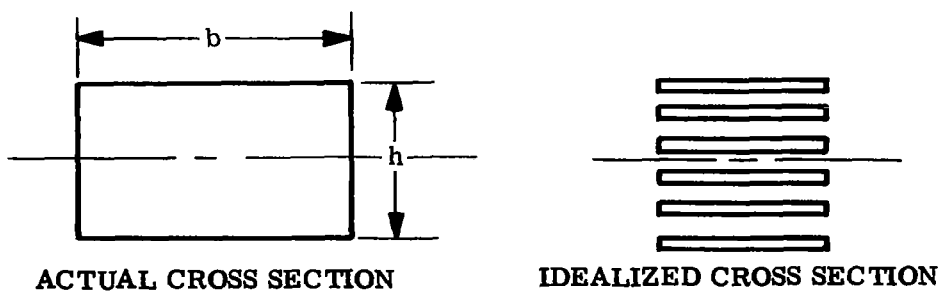 b
h
ACTUAL CROSS SECTION
IDEALIZED CROSS SECTION